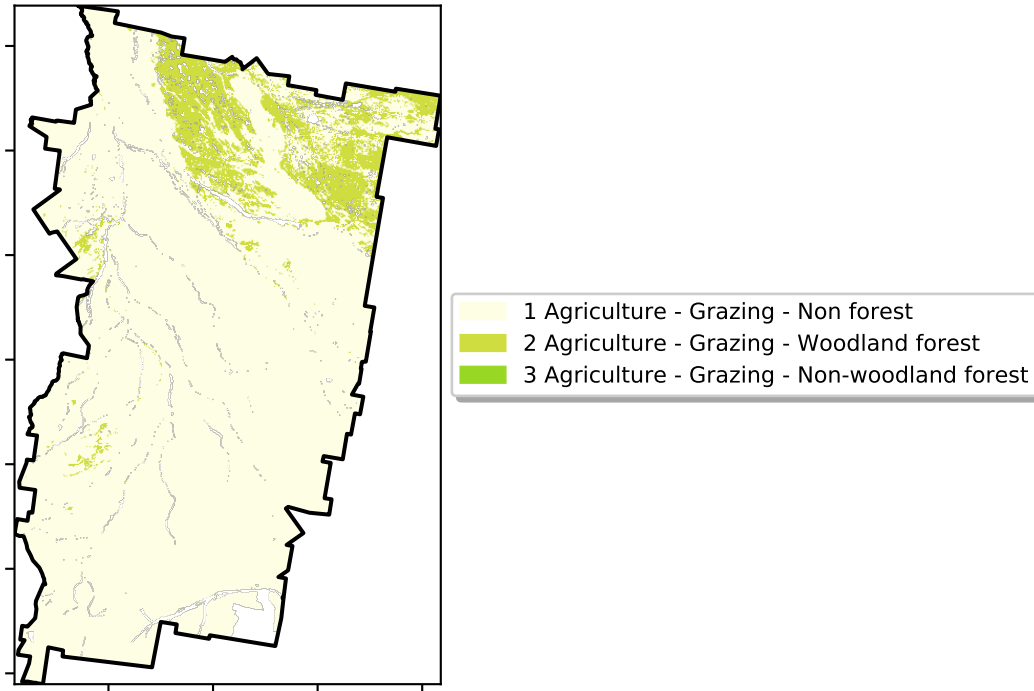 1 Agriculture - Grazing - Non forest
2 Agriculture - Grazing - Woodland forest
3 Agriculture - Grazing - Non-woodland forest